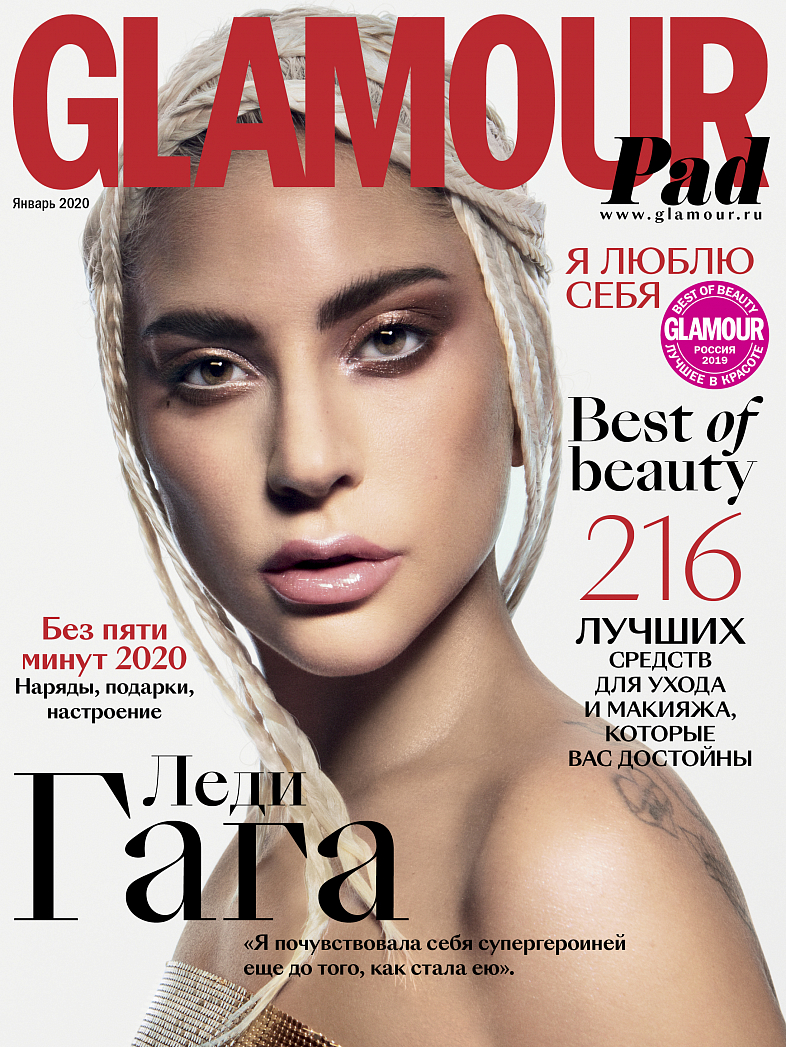 GLAMOUR
Pad
www.glamour.ru
Январь 2020
Я ЛЮБЛЮ
СЕБЯ
BEST OF BEAUTY
GLAMOUR
РОССИЯ
2019
ЛУЧШЕЕ В КРАСОТЕ
Best of
beauty
216
ЛУЧШИХ
СРЕДСТВ
ДЛЯ УХОДА
И МАКИЯЖА,
КОТОРЫЕ
ВАС ДОСТОЙНЫ
Без пяти
минут 2020
Наряды, подарки,
настроение
Леди
Гага
«Я почувствовала себя супергероиней
еще до того, как стала ею».